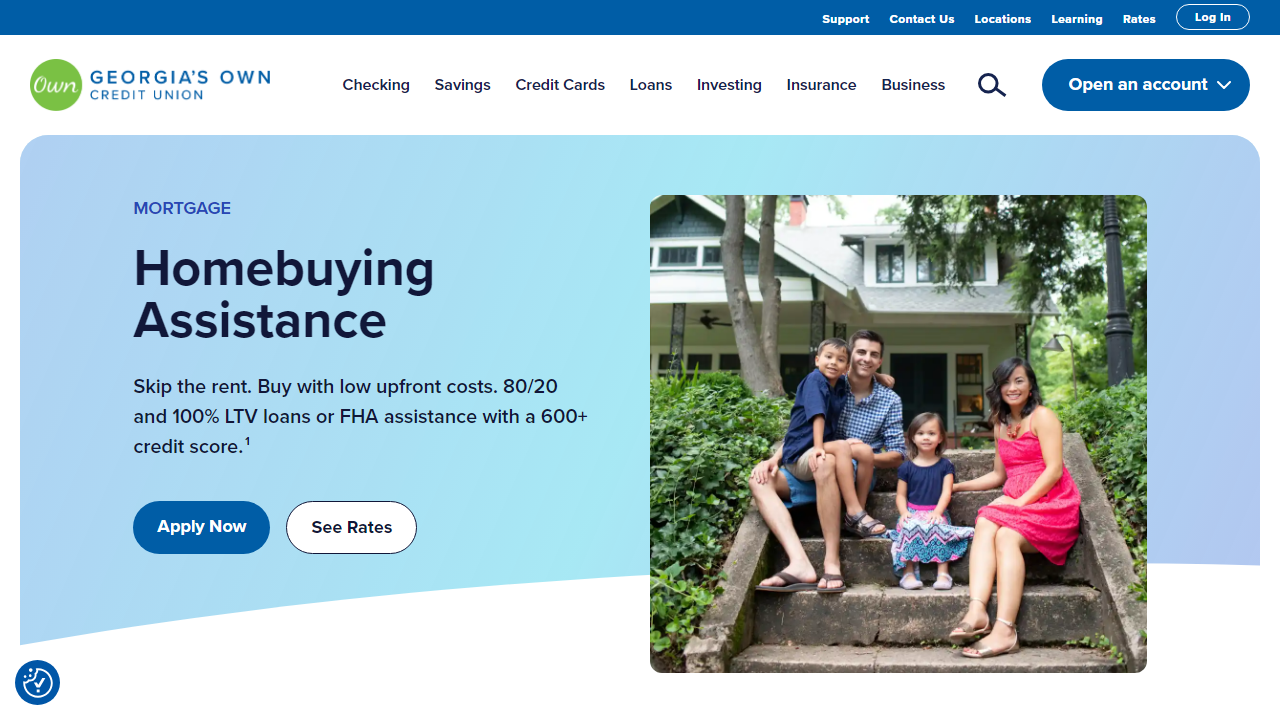 Support Contact Us Locations Learning Rates Log In
Own GEORGIA'S OWN
CREDIT UNION
Checking Savings Credit Cards Loans Investing Insurance Business Open an account
MORTGAGE
Homebuying
Assistance
Skip the rent. Buy with low upfront costs. 80/20
and 100% LTV loans or FHA assistance with a 600+
credit score.¹
Apply Now See Rates